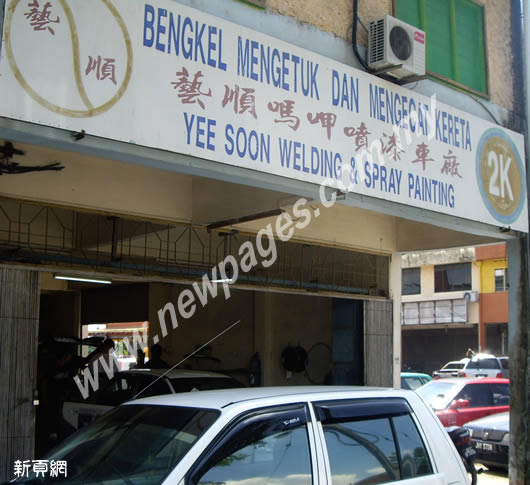 藝
順
BENGKEL MENGETUK DAN MENGECAT KERETA
藝順嗎呷噴漆車廠
YEE SOON WELDING & SPRAY PAINTING
2K
www.newpages.com.my
新頁網